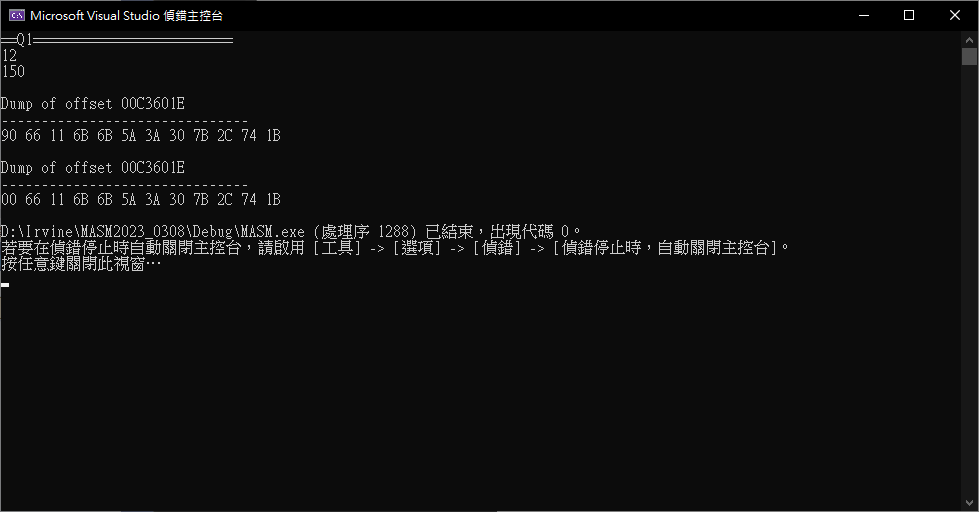 Microsoft Visual Studio 偵錯主控台
==Q1=========================
12
150
Dump of offset 00C3601E
-------------------------------
90 66 11 6B 6B 5A 3A 30 7B 2C 74 1B
Dump of offset 00C3601E
-------------------------------
00 66 11 6B 6B 5A 3A 30 7B 2C 74 1B
D:\Irvine\MASM2023_0308\Debug\MASM.exe (處理序 1288) 已結束，出現代碼 0。
若要在偵錯停止時自動關閉主控台，請啟用 [工具] -> [選項] -> [偵錯] -> [偵錯停止時，自動關閉主控台]。
按任意鍵關閉此視窗…